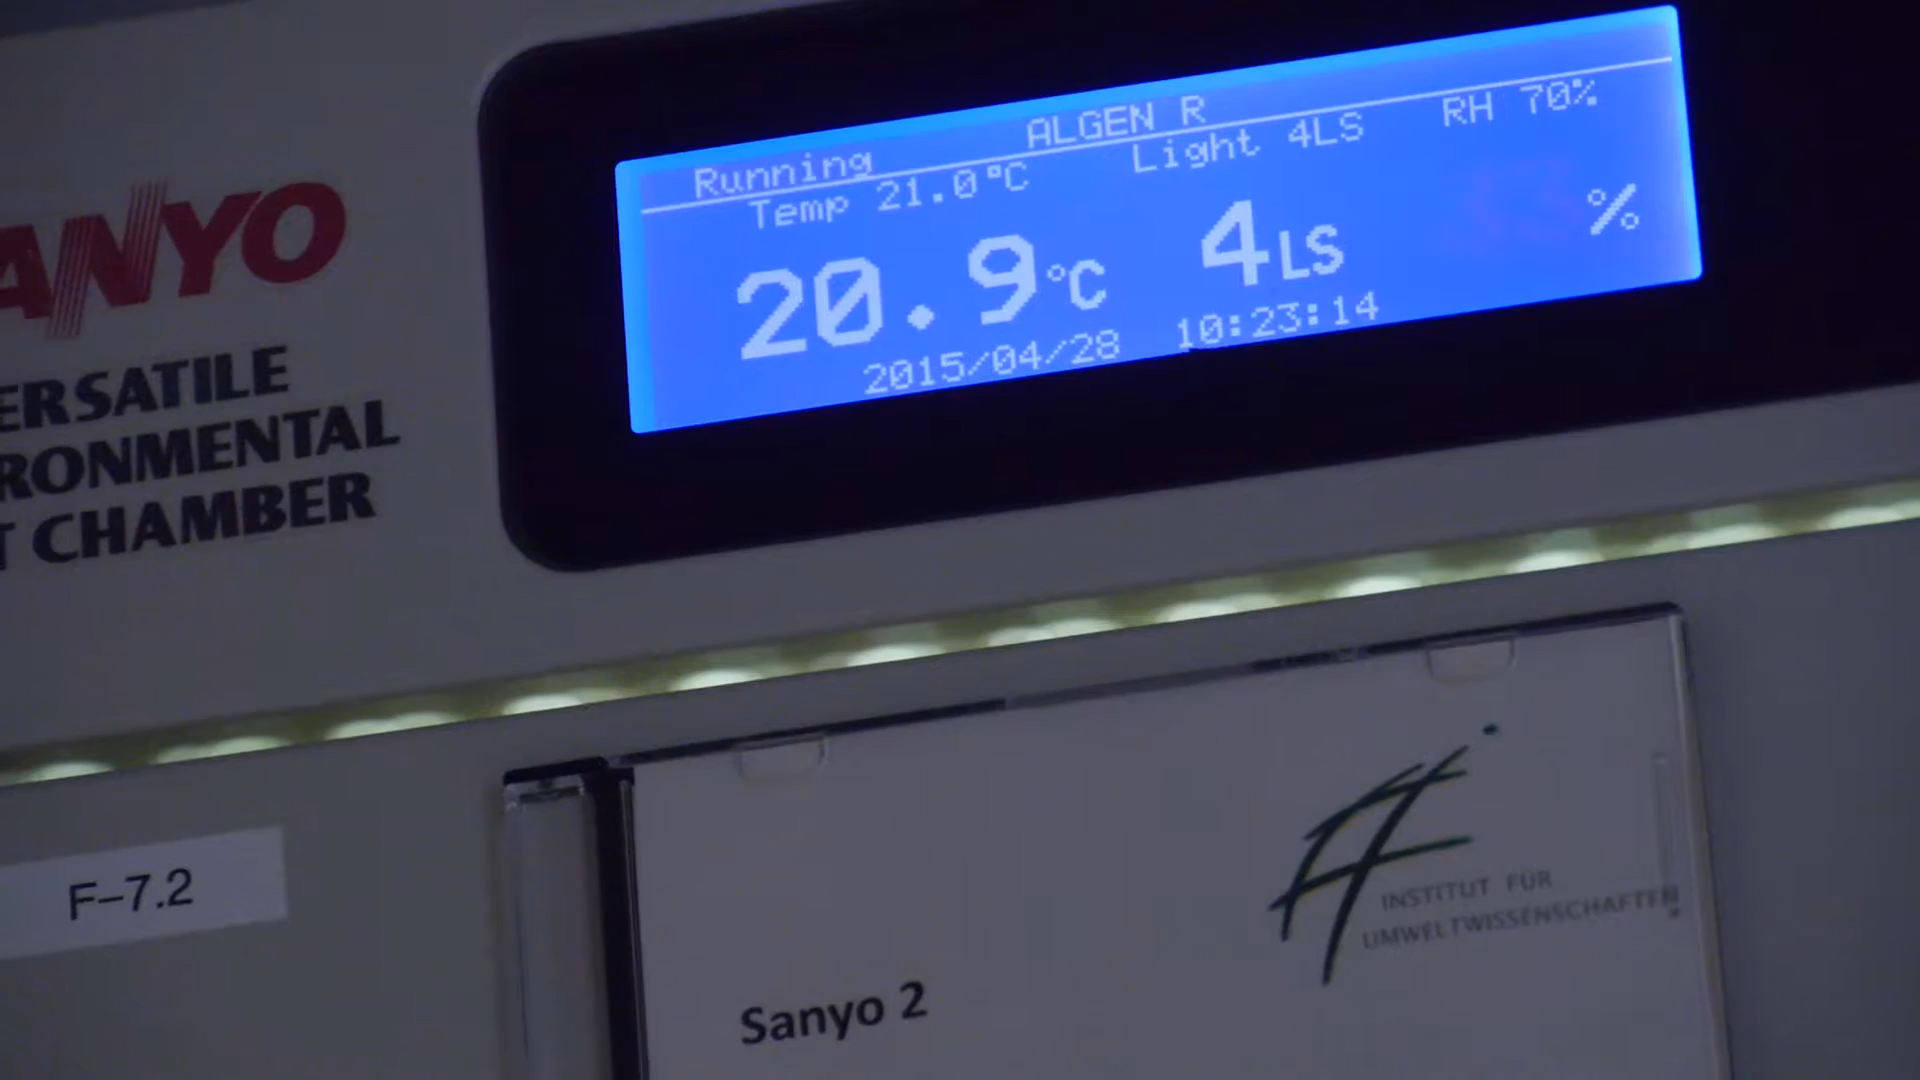 Running ALGEN R
Temp 21.0°C Light 4LS RH 70%
20.9°C 4LS %
2015/04/28 10:23:14
ANYO
ERSATILE
RONMENTAL
T CHAMBER
F-7.2
INSTITUT FÜR
UMWELTWISSENSCHAFTEN
Sanyo 2